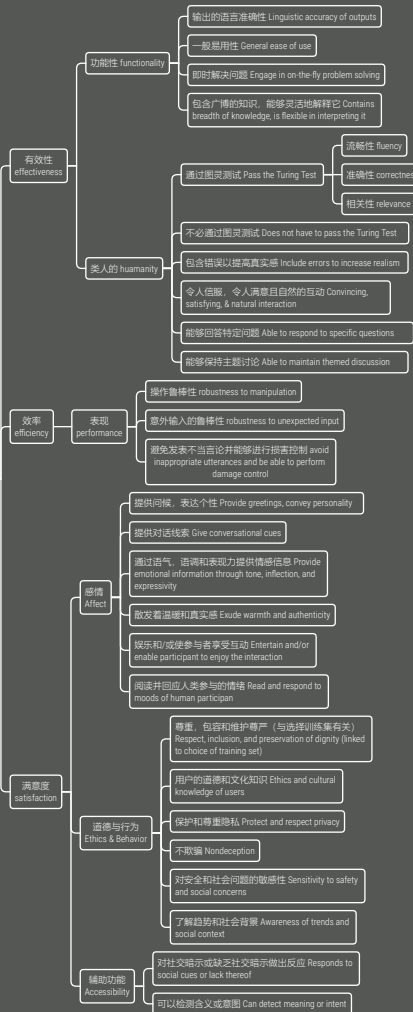 输出的语言准确性 Linguistic accuracy of outputs
一般易用性 General ease of use
功能性 functionality
即时解决问题 Engage in on-the-fly problem solving
包含广博的知识，能够灵活地解释它 Contains
breadth of knowledge, is flexible in interpreting it
有效性
effectiveness
流畅性 fluency
通过图灵测试 Pass the Turing Test
准确性 correctnes
相关性 relevance
不必通过图灵测试 Does not have to pass the Turing Test
类人的 huamanity
包含错误以提高真实感 Include errors to increase realism
令人信服，令人满意且自然的互动 Convincing,
satisfying, & natural interaction
能够回答特定问题 Able to respond to specific questions
能够保持主题讨论 Able to maintain themed discussion
效率
efficiency
表现
performance
操作鲁棒性 robustness to manipulation
意外输入的鲁棒性 robustness to unexpected input
避免发表不当言论并能够进行损害控制 avoid
inappropriate utterances and be able to perform
damage control
提供问候，表达个性 Provide greetings, convey personality
提供对话线索 Give conversational cues
感情
Affect
通过语气，语调和表现力提供情感信息 Provide
emotional information through tone, inflection, and
expressivity
散发着温暖和真实感 Exude warmth and authenticity
娱乐和/或使参与者享受互动 Entertain and/or
enable participant to enjoy the interaction
阅读并回应人类参与的情绪 Read and respond to
moods of human participan
满意度
satisfaction
尊重，包容和维护尊严（与选择训练集有关）
Respect, inclusion, and preservation of dignity (linked
to choice of training set)
用户的道德和文化知识 Ethics and cultural
knowledge of users
道德与行为
Ethics & Behavior
保护和尊重隐私 Protect and respect privacy
不欺骗 Nondeception
对安全和社会问题的敏感性 Sensitivity to safety
and social concerns
了解趋势和社会背景 Awareness of trends and
social context
辅助功能
Accessibility
对社交暗示或缺乏社交暗示做出反应 Responds to
social cues or lack thereof
可以检测含义或意图 Can detect meaning or intent